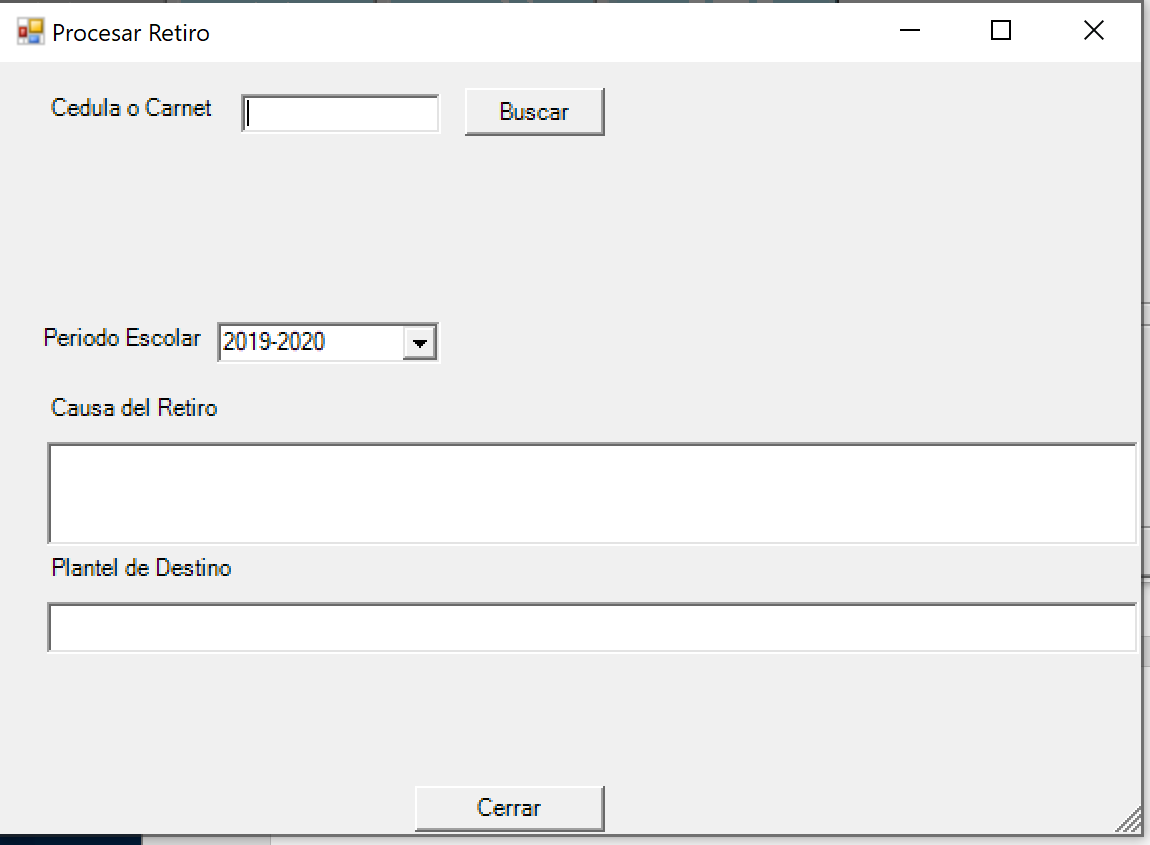 Procesar Retiro
Cedula o Carnet
Buscar
Periodo Escolar
2019-2020
Causa del Retiro
Plantel de Destino
Cerrar